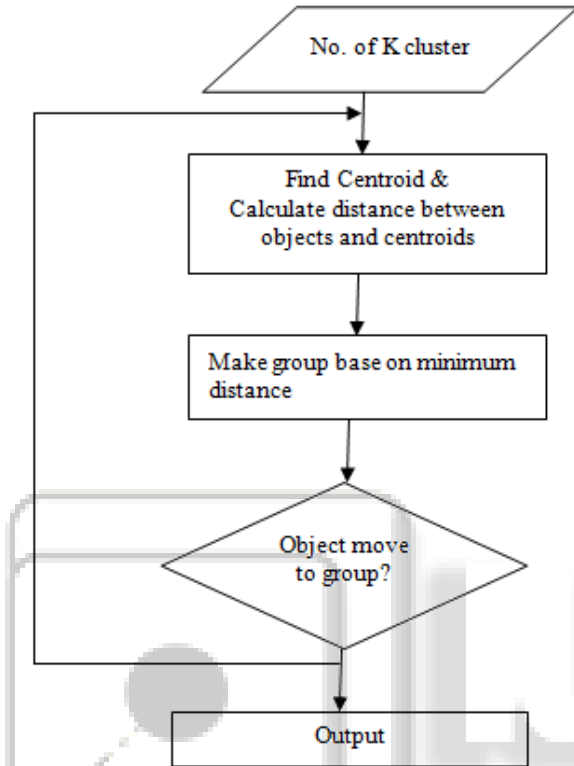 No. of K cluster
Find Centroid &
Calculate distance between
objects and centroids
Make group base on minimum
distance
Object move
to group?
Output